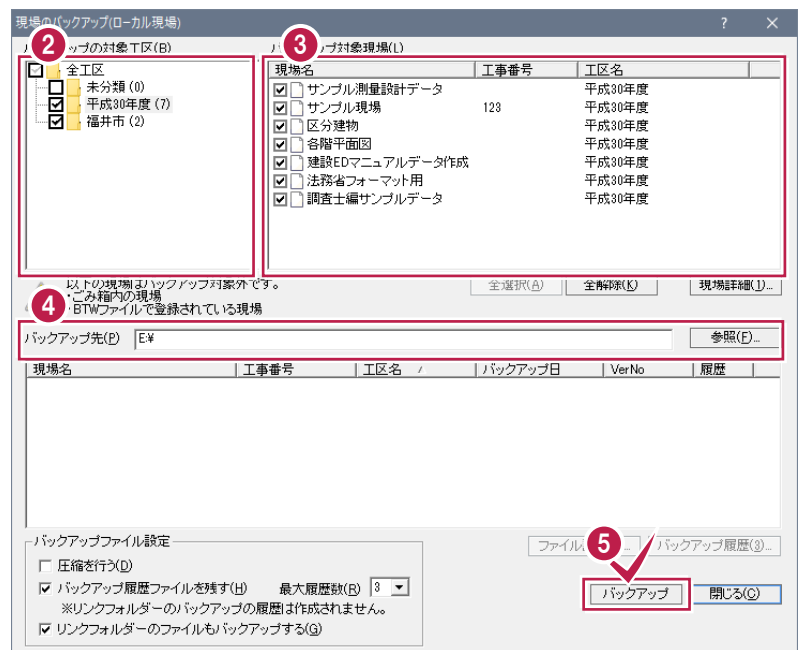 現場のバックアップ(ローカル現場) ? ×
2 ップの対象工区(B) 3 ップ対象現場(L)
全工区
未分類 (0)
平成30年度 (7)
福井市 (2)
現場名 工事番号 工区名
サンプル測量設計データ 平成30年度
サンプル現場 123 平成30年度
区分建物 平成30年度
各階平面図 平成30年度
建設EDマニュアルデータ作成 平成30年度
法務省フォーマット用 平成30年度
調査士編サンプルデータ 平成30年度
以下の現場はバックアップ対象外です。 全選択(A) 全解除(K) 現場詳細(I)...
4 ・ごみ箱内の現場
・BTWファイルで登録されている現場
バックアップ先(P) E:¥ 参照(F)...
現場名 工事番号 工区名 バックアップ日 VerNo 履歴
バックアップファイル設定
ファイル 5 ... バックアップ履歴(3)...
圧縮を行う(D)
バックアップ履歴ファイルを残す(H) 最大履歴数(R) 3
バックアップ 閉じる(C)
※リンクフォルダーのバックアップの履歴は作成されません。
リンクフォルダーのファイルもバックアップする(G)